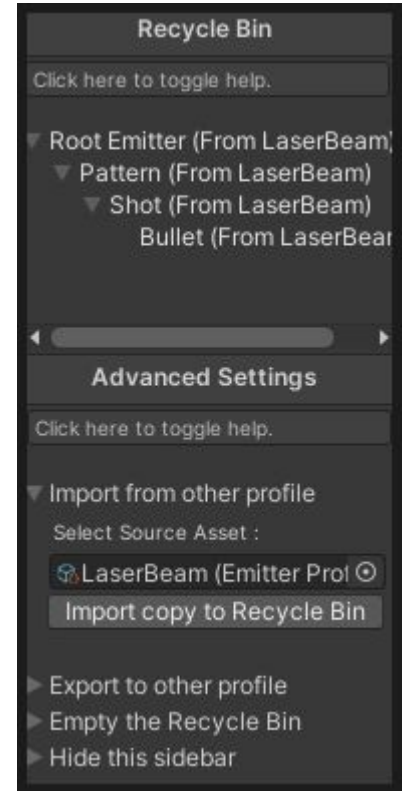 Recycle Bin
Click here to toggle help.
Root Emitter (From LaserBeam)
Pattern (From LaserBeam)
Shot (From LaserBeam)
Bullet (From LaserBear
Advanced Settings
Click here to toggle help.
Import from other profile
Select Source Asset :
LaserBeam (Emitter Prof
Import copy to Recycle Bin
Export to other profile
Empty the Recycle Bin
Hide this sidebar